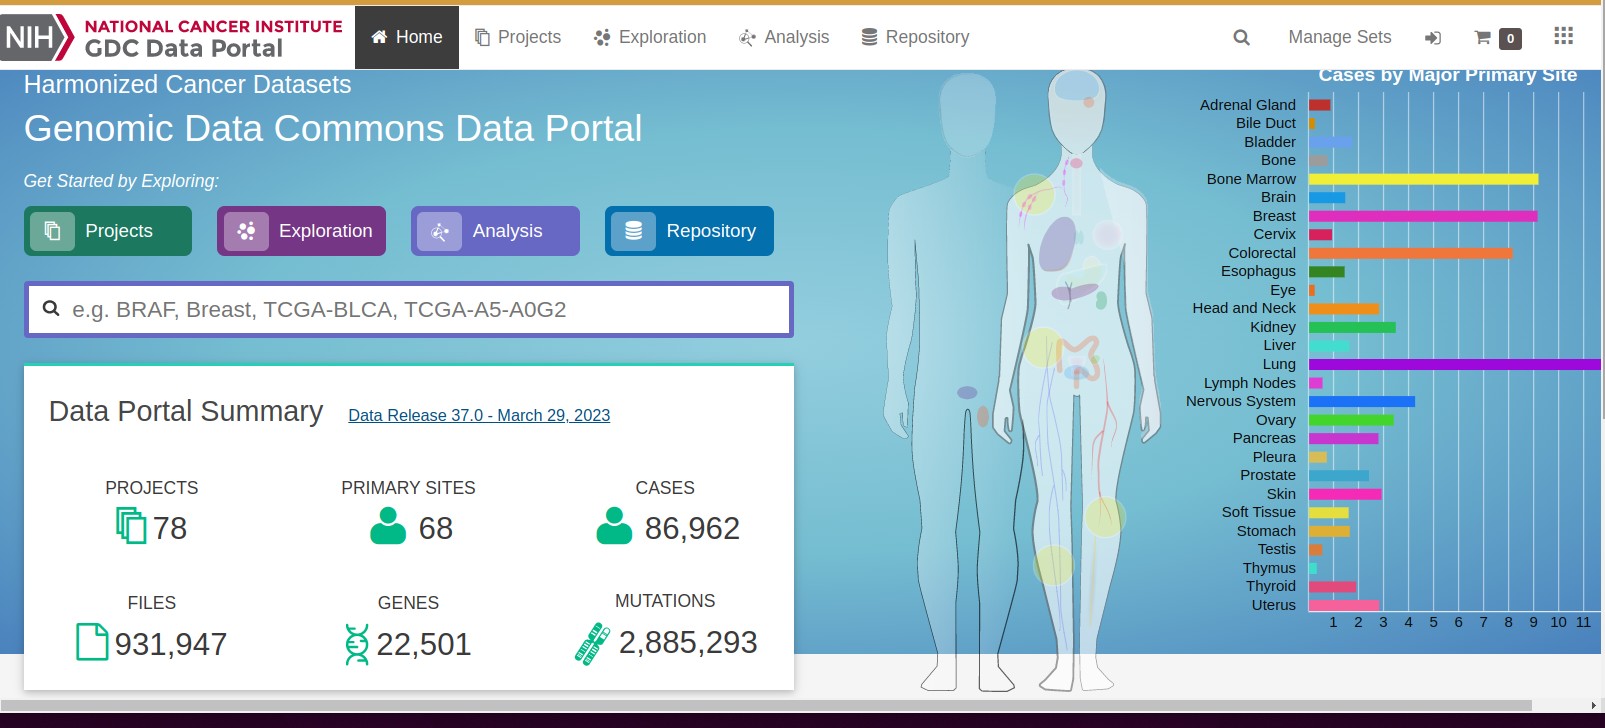 NIH
NATIONAL CANCER INSTITUTE
GDC Data Portal
Home
Projects
Exploration
Analysis
Repository
Manage Sets
0
Harmonized Cancer Datasets
Genomic Data Commons Data Portal
Get Started by Exploring:
Projects
Exploration
Analysis
Repository
e.g. BRAF, Breast, TCGA-BLCA, TCGA-A5-A0G2
Data Portal Summary
Data Release 37.0 - March 29, 2023
PROJECTS
78
PRIMARY SITES
68
CASES
86,962
FILES
931,947
GENES
22,501
MUTATIONS
2,885,293
Cases by Major Primary Site
Adrenal Gland
Bile Duct
Bladder
Bone
Bone Marrow
Brain
Breast
Cervix
Colorectal
Esophagus
Eye
Head and Neck
Kidney
Liver
Lung
Lymph Nodes
Nervous System
Ovary
Pancreas
Pleura
Prostate
Skin
Soft Tissue
Stomach
Testis
Thymus
Thyroid
Uterus
1 2 3 4 5 6 7 8 9 10 11